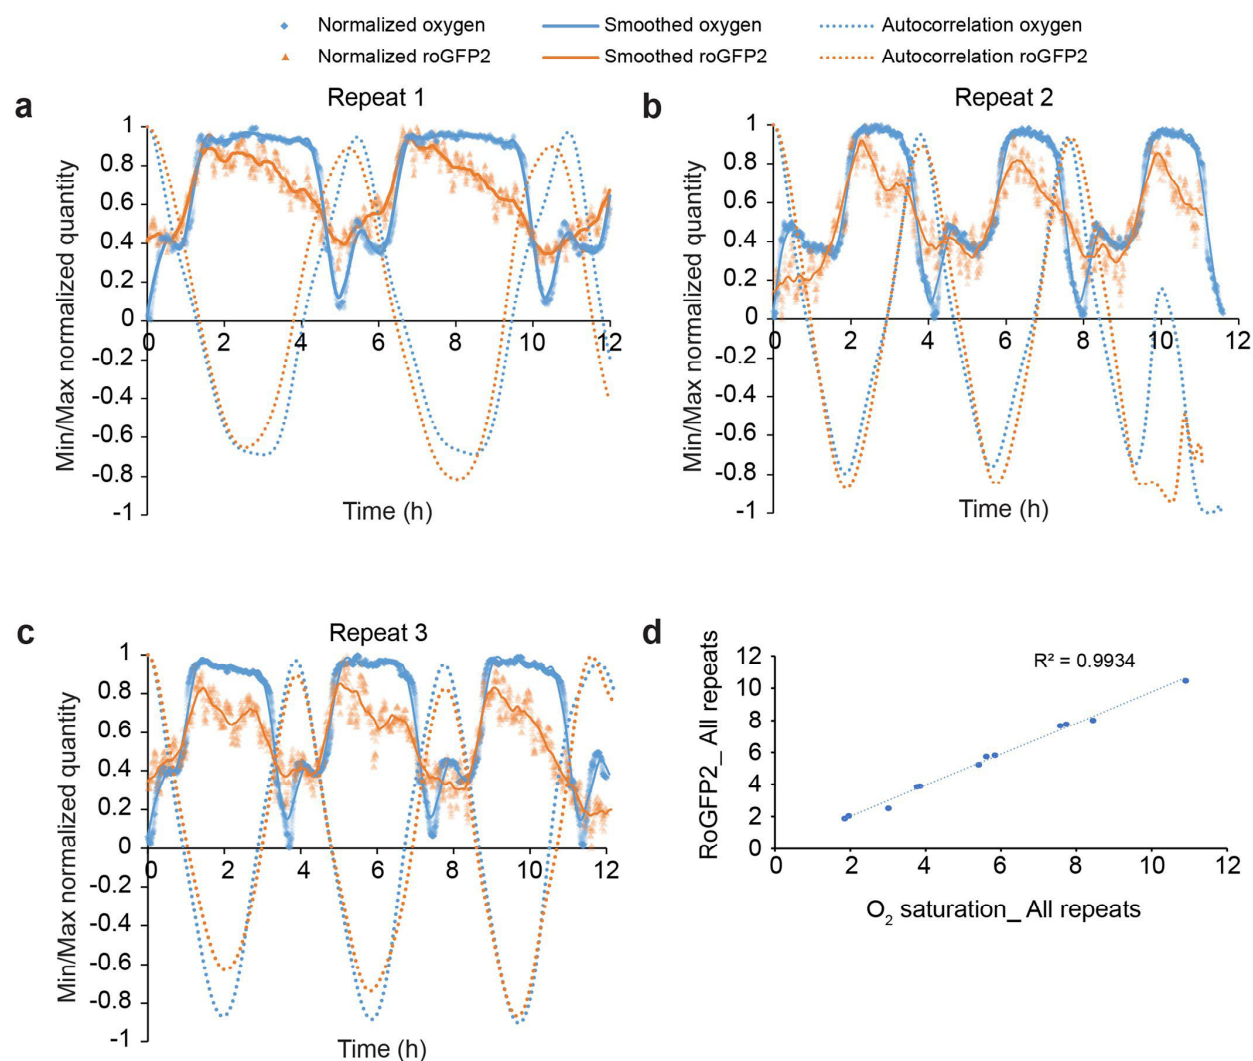 Normalized oxygen Smoothed oxygen Autocorrelation oxygen
Normalized roGFP2 Smoothed roGFP2 Autocorrelation roGFP2
a
Repeat 1
Min/Max normalized quantity
1
0.8
0.6
0.4
0.2
0
-0.2
-0.4
-0.6
-0.8
-1
0 2 4 6 8 10 12
Time (h)
b
Repeat 2
Min/Max normalized quantity
1
0.8
0.6
0.4
0.2
0
-0.2
-0.4
-0.6
-0.8
-1
0 2 4 6 8 10 12
Time (h)
c
Repeat 3
Min/Max normalized quantity
1
0.8
0.6
0.4
0.2
0
-0.2
-0.4
-0.6
-0.8
-1
0 2 4 6 8 10 12
Time (h)
d
RoGFP2_ All repeats
R² = 0.9934
12
10
8
6
4
2
0
0 2 4 6 8 10 12
O₂ saturation_ All repeats